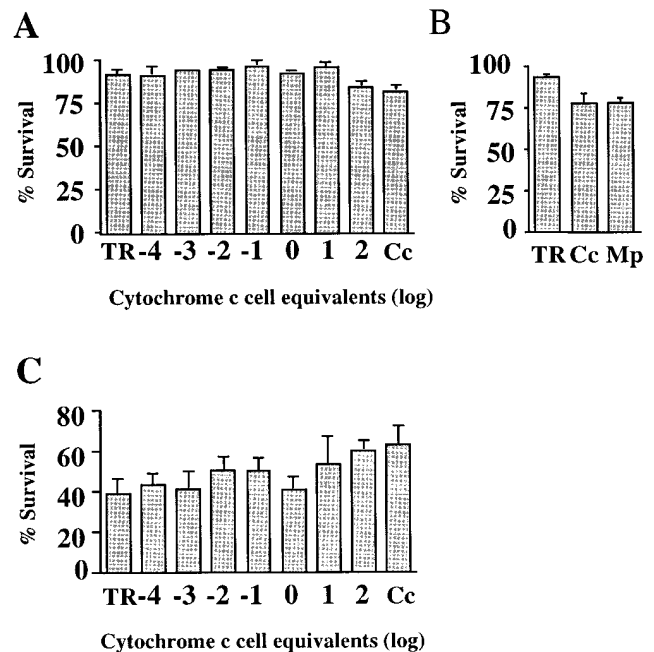 A
% Survival
100
75
50
25
0
TR -4 -3 -2 -1 0 1 2 Cc
Cytochrome c cell equivalents (log)
B
% Survival
100
75
50
25
0
TR Cc Mp
C
% Survival
80
60
40
20
0
TR -4 -3 -2 -1 0 1 2 Cc
Cytochrome c cell equivalents (log)